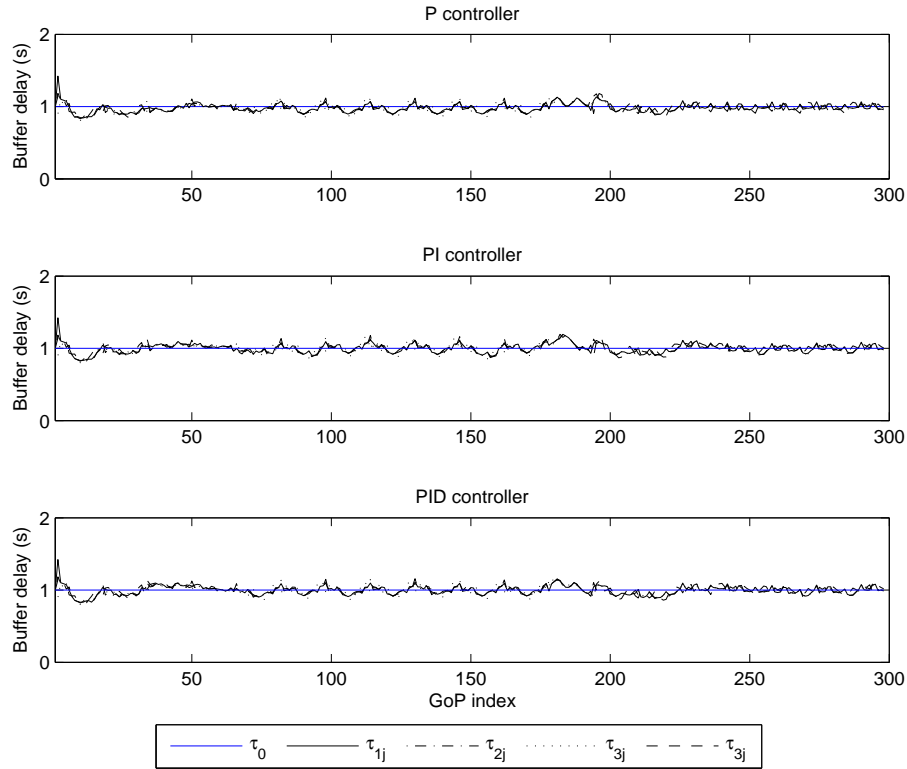 P controller
Buffer delay (s)
2
1
0
50 100 150 200 250 300
PI controller
Buffer delay (s)
2
1
0
50 100 150 200 250 300
PID controller
Buffer delay (s)
2
1
0
50 100 150 200 250 300
GoP index
τ0 τ1j τ2j τ3j τ3j